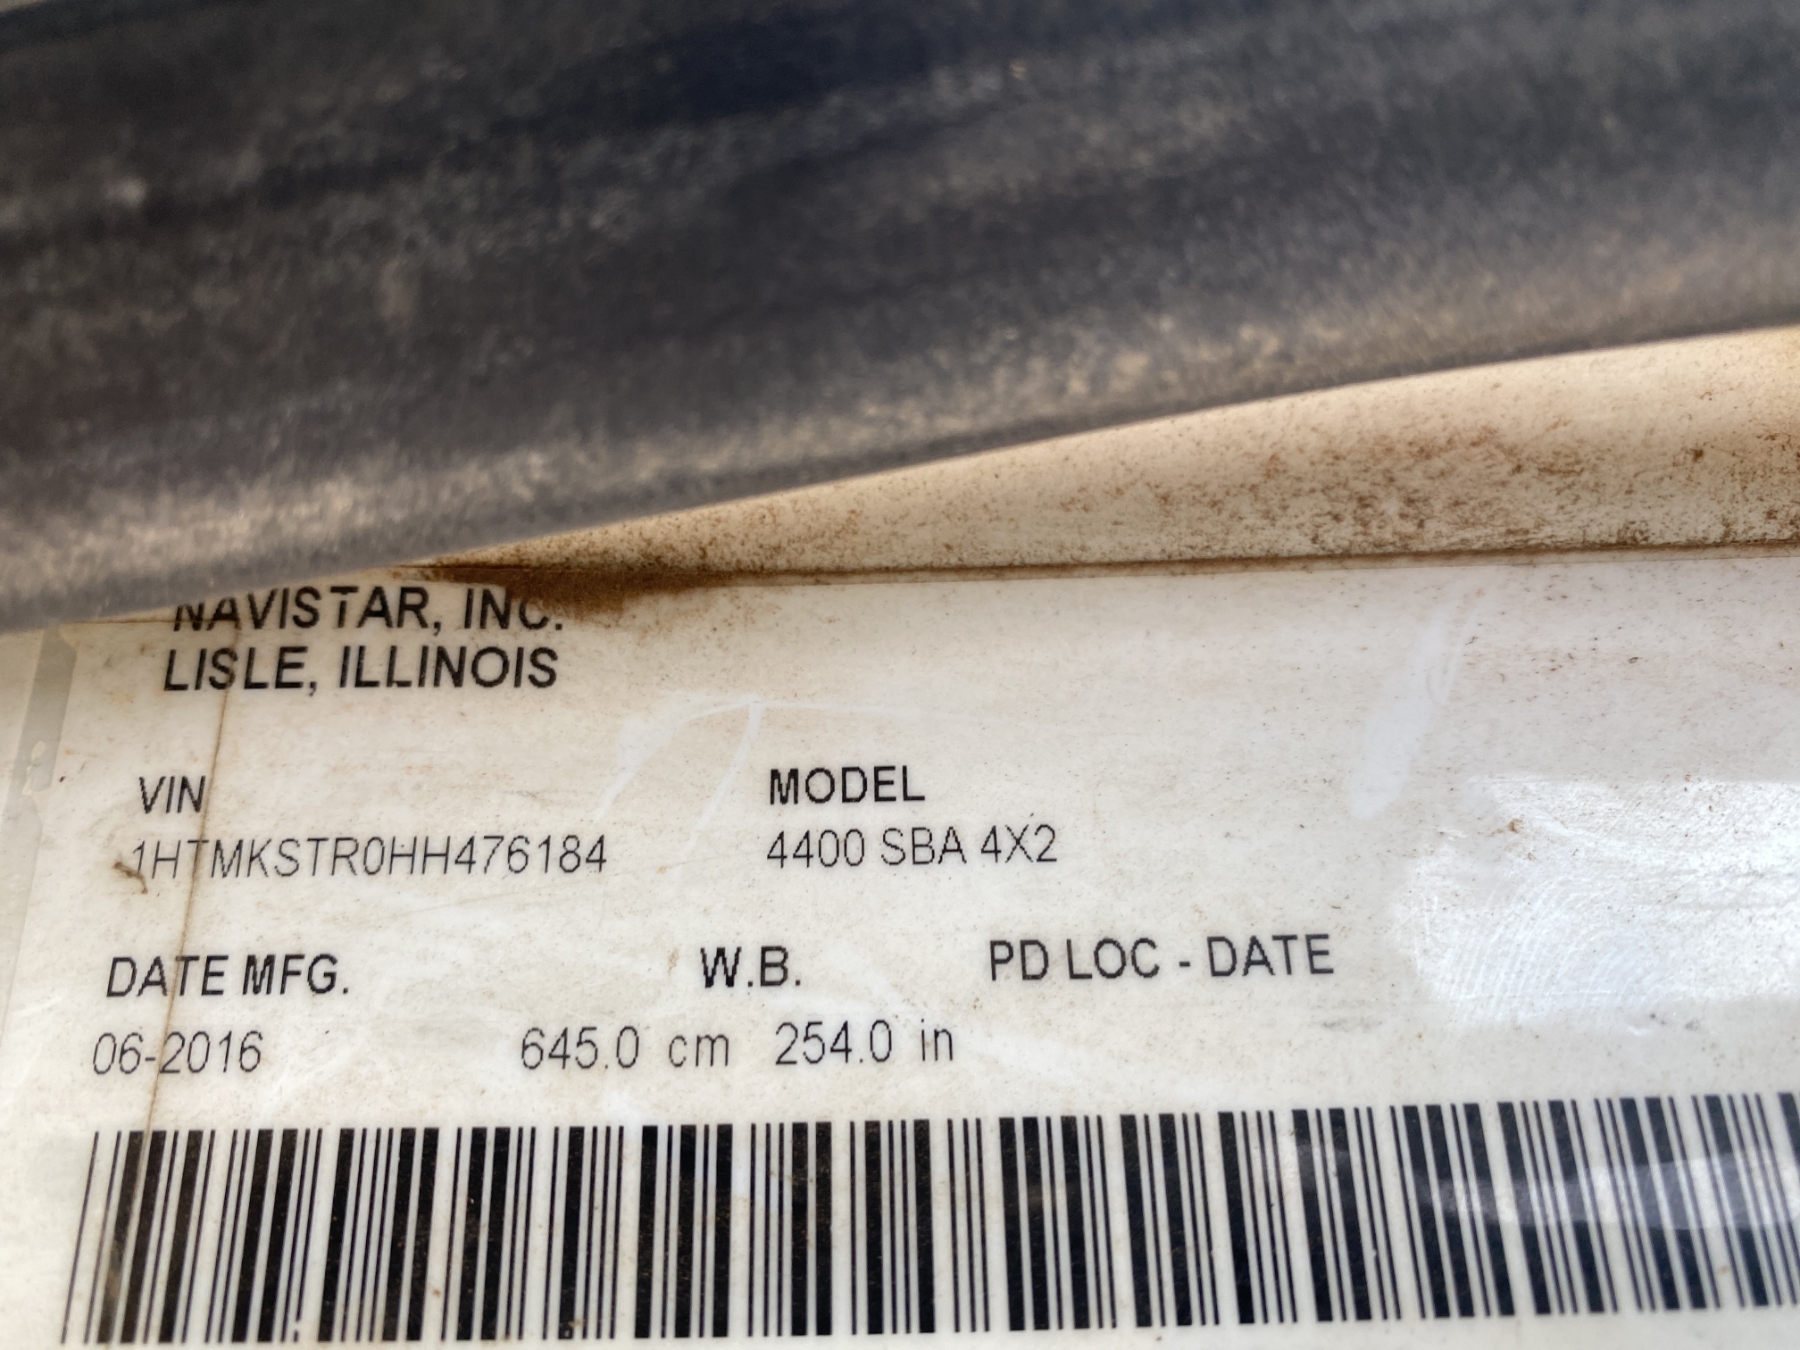 NAVISTAR, INC.
LISLE, ILLINOIS
VIN MODEL
1HTMKSTR0HH476184 4400 SBA 4X2
DATE MFG. W.B. PD LOC - DATE
06-2016 645.0 cm 254.0 in